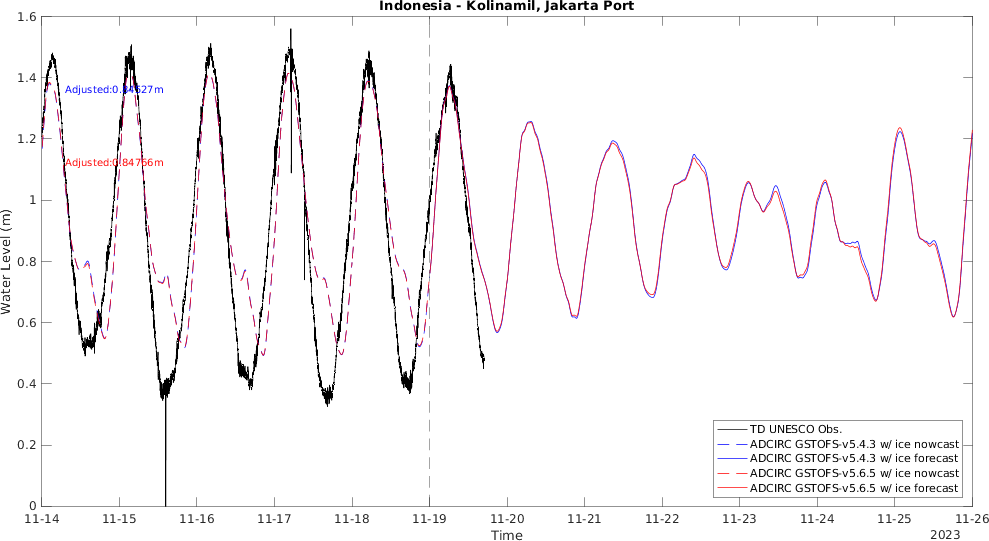 Indonesia - Kolinamil, Jakarta Port
1.6
1.4
1.2
1
0.8
0.6
0.4
0.2
0
Water Level (m)
Adjusted:0.84627m
Adjusted:0.84766m
TD UNESCO Obs.
ADCIRC GSTOFS-v5.4.3 w/ ice nowcast
ADCIRC GSTOFS-v5.4.3 w/ ice forecast
ADCIRC GSTOFS-v5.6.5 w/ ice nowcast
ADCIRC GSTOFS-v5.6.5 w/ ice forecast
11-14 11-15 11-16 11-17 11-18 11-19 11-20 11-21 11-22 11-23 11-24 11-25 11-26
Time
2023